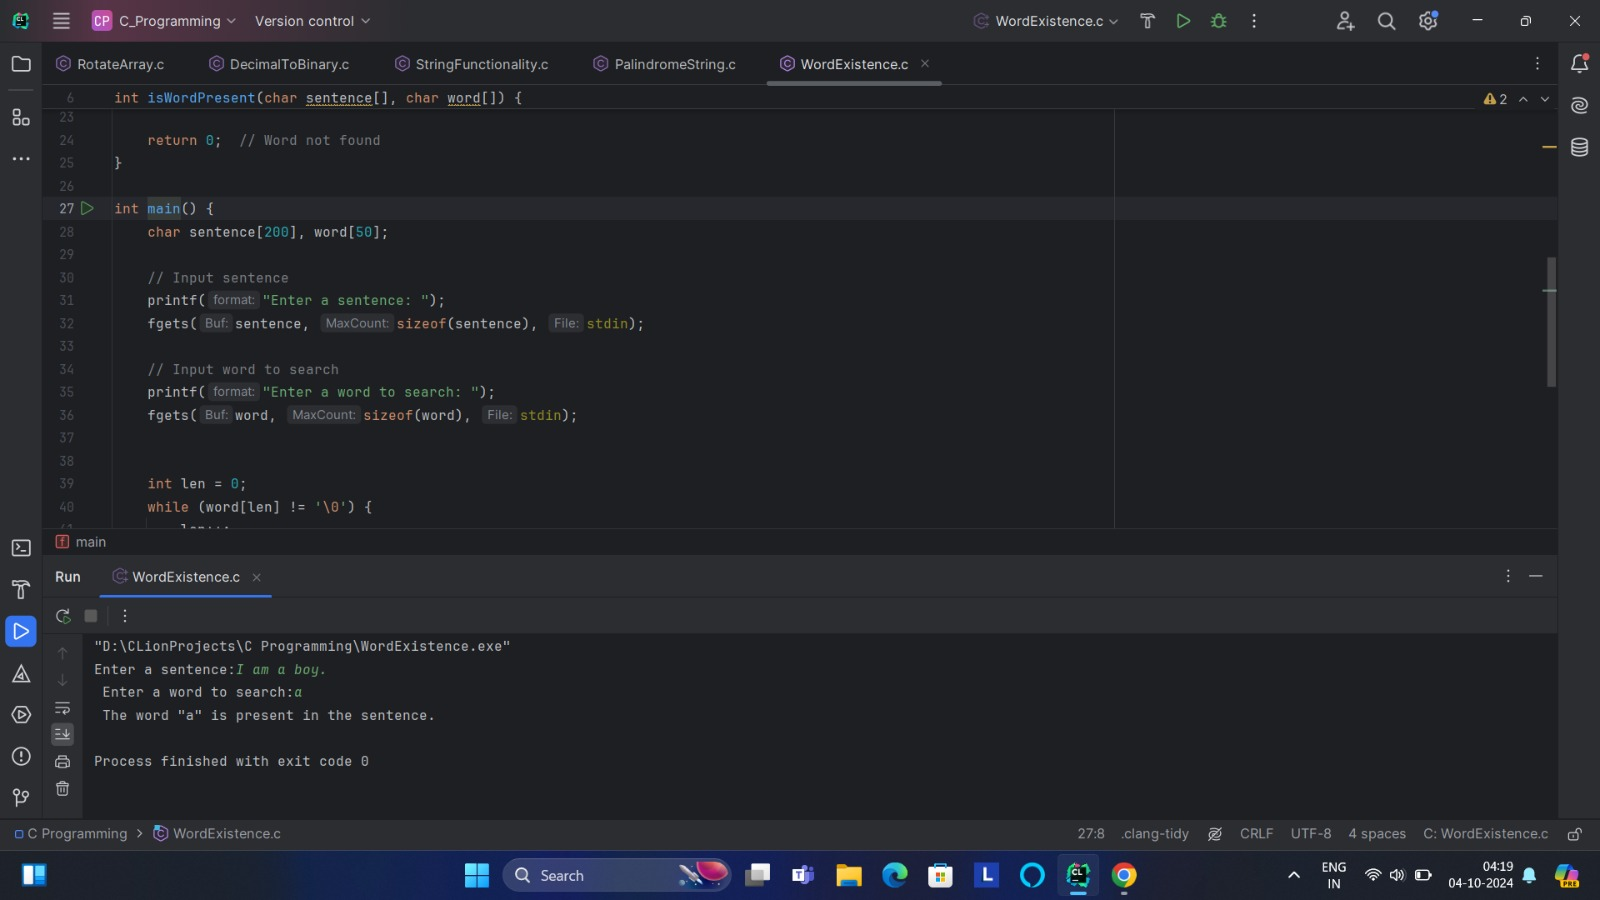 CP C_Programming Version control WordExistence.c
RotateArray.c DecimalToBinary.c StringFunctionality.c PalindromeString.c WordExistence.c
6 int isWordPresent(char sentence[], char word[]) { 2
23
24 return 0; // Word not found
25 }
26
27 int main() {
28 char sentence[200], word[50];
29
30 // Input sentence
31 printf( format: "Enter a sentence: ");
32 fgets( Buf: sentence, MaxCount: sizeof(sentence), File: stdin);
33
34 // Input word to search
35 printf( format: "Enter a word to search: ");
36 fgets( Buf: word, MaxCount: sizeof(word), File: stdin);
37
38
39 int len = 0;
40 while (word[len] != '\0') {
main
Run WordExistence.c
"D:\CLionProjects\C Programming\WordExistence.exe"
Enter a sentence:I am a boy.
Enter a word to search:a
The word "a" is present in the sentence.
Process finished with exit code 0
C Programming > WordExistence.c 27:8 .clang-tidy CRLF UTF-8 4 spaces C: WordExistence.c
Search ENG IN 04:19 04-10-2024 PRE